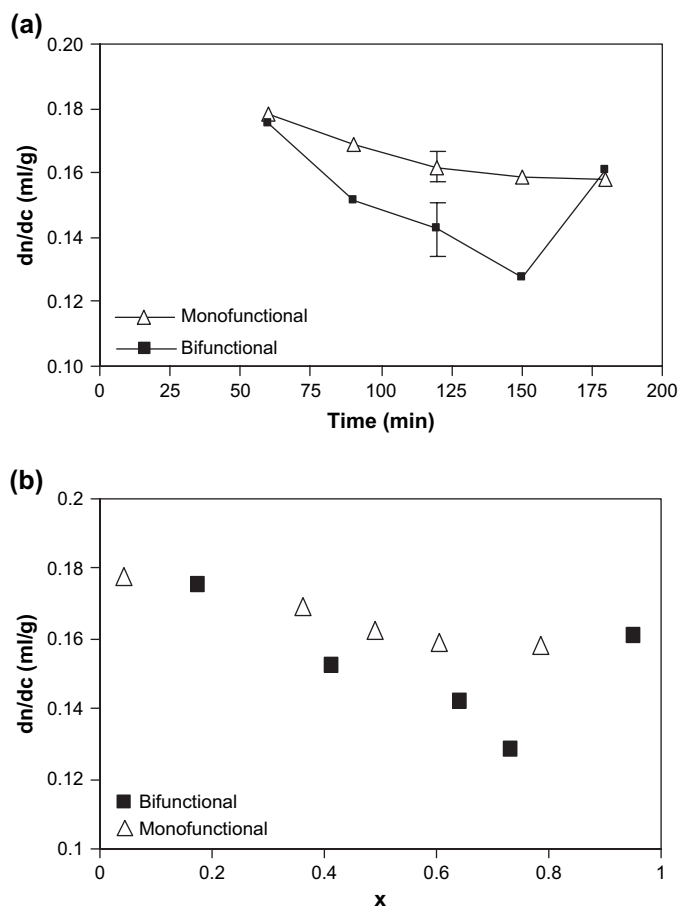 (a)
0.20
0.18
0.16
0.14
0.12
0.10
dn/dc (ml/g)
Monofunctional
Bifunctional
0 25 50 75 100 125 150 175 200
Time (min)
(b)
0.2
0.18
0.16
0.14
0.12
0.1
dn/dc (ml/g)
Bifunctional
Monofunctional
0 0.2 0.4 0.6 0.8 1
x